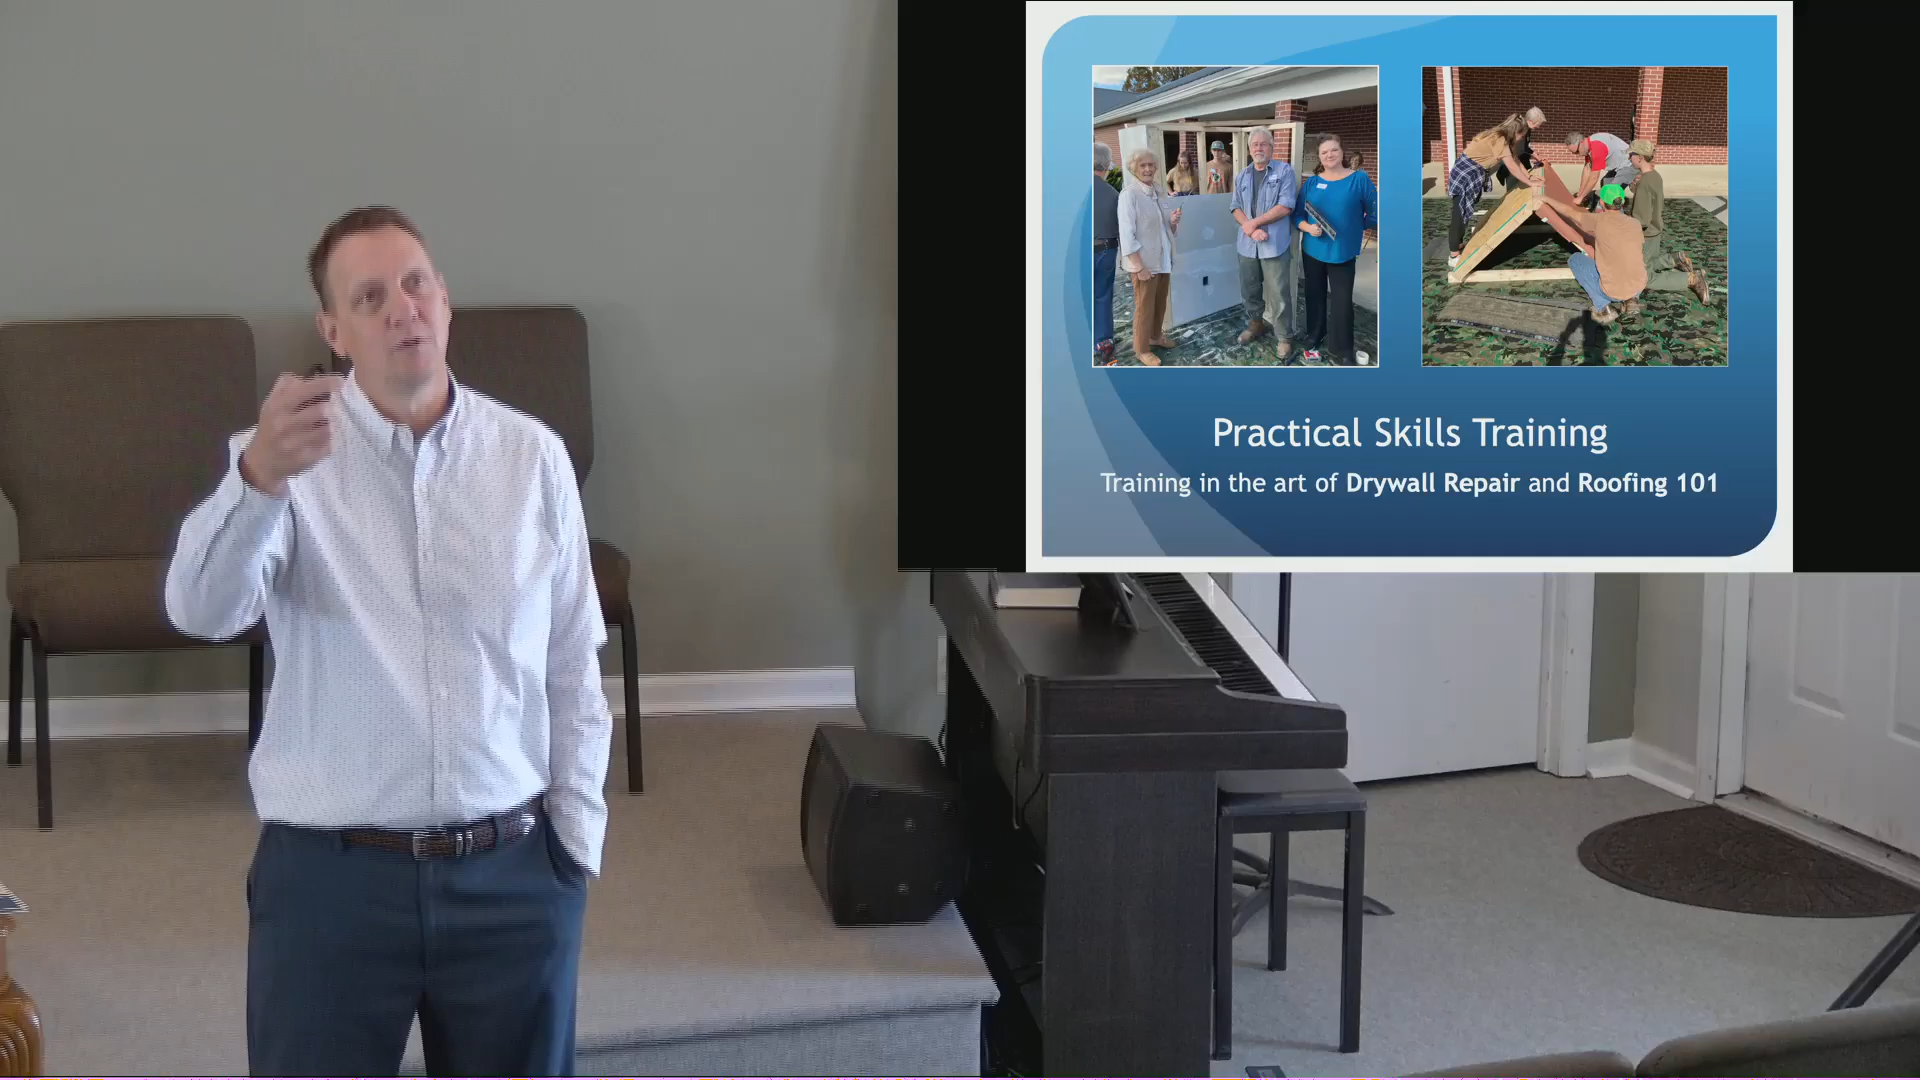 Practical Skills Training
Training in the art of Drywall Repair and Roofing 101